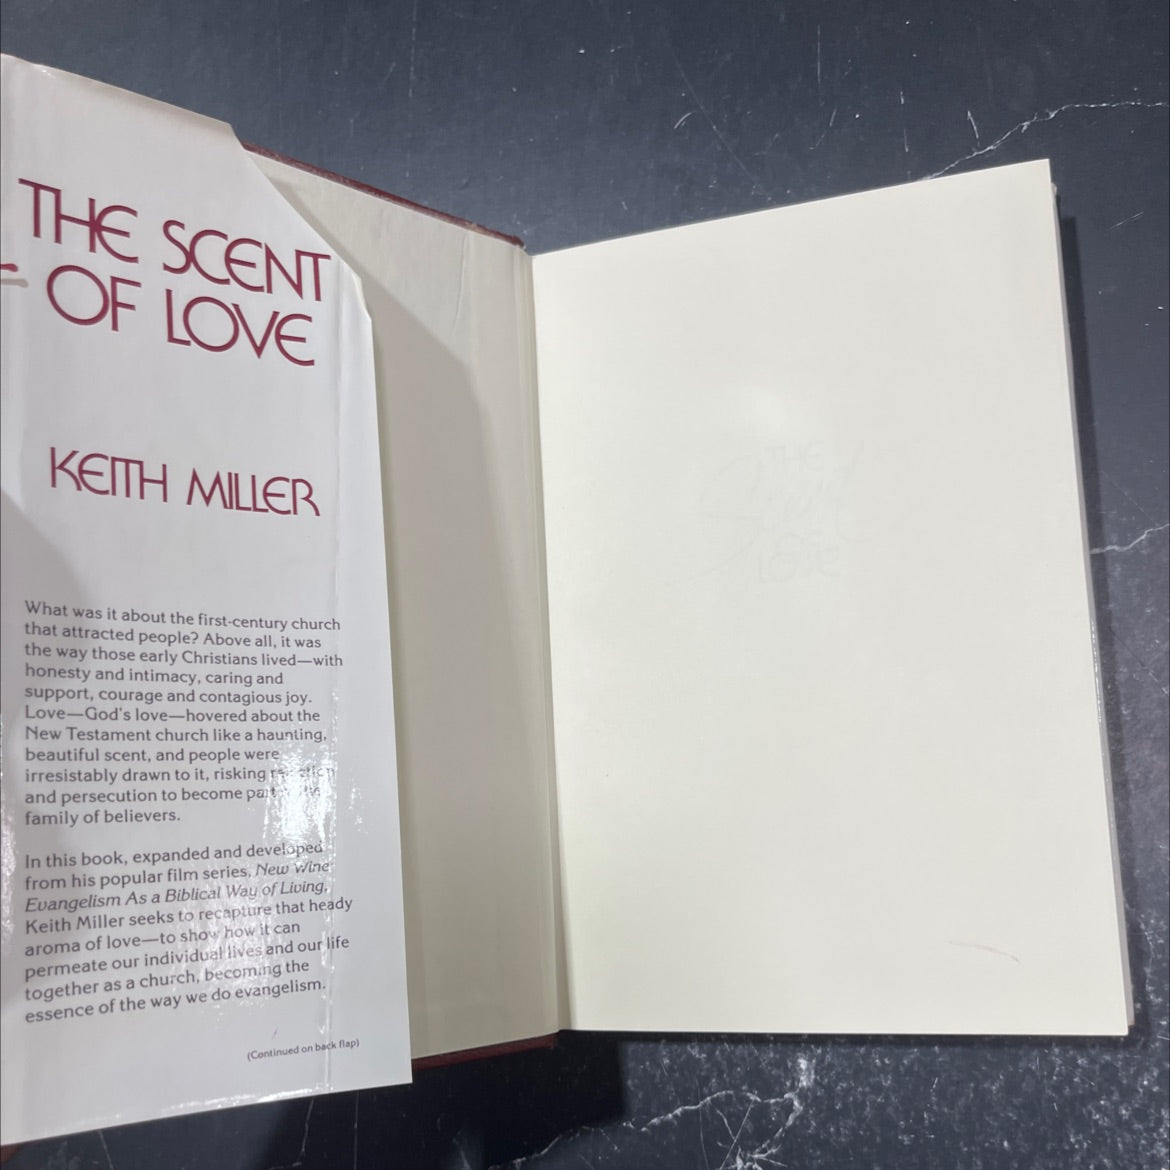 THE SCENT
OF LOVE
KEITH MILLER
What was it about the first-century church
that attracted people? Above all, it was
the way those early Christians lived—with
honesty and intimacy, caring and
support, courage and contagious joy.
Love—God's love—hovered about the
New Testament church like a haunting,
beautiful scent, and people were
irresistably drawn to it, risking
and persecution to become part
family of believers.
In this book, expanded and developed
from his popular film series, New Wine
Evangelism As a Biblical Way of Living,
Keith Miller seeks to recapture that heady
aroma of love—to show how it can
permeate our individual lives and our life
together as a church, becoming the
essence of the way we do evangelism.
(Continued on back flap)
THE
Scent
OF
LOVE